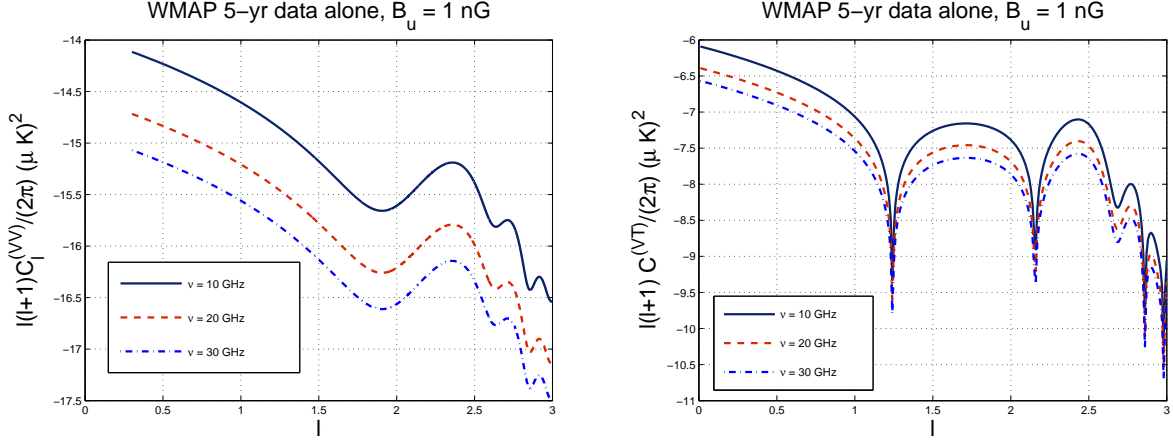 WMAP 5−yr data alone, B_u = 1 nG
l(l+1)C_l^(VV)/(2π) (μ K)^2
−14
−14.5
−15
−15.5
−16
−16.5
−17
−17.5
ν = 10 GHz
ν = 20 GHz
ν = 30 GHz
0 0.5 1 1.5 2 2.5 3
l
WMAP 5−yr data alone, B_u = 1 nG
l(l+1) C^(VT)/(2π) (μ K)^2
−6
−6.5
−7
−7.5
−8
−8.5
−9
−9.5
−10
−10.5
−11
ν = 10 GHz
ν = 20 GHz
ν = 30 GHz
0 0.5 1 1.5 2 2.5 3
l